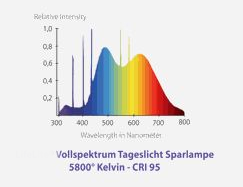 Relative Intensity
1,0
0,8
0,6
0,4
0,2
300 400 500 600 700 800
Wavelength in Nanometer
Vollspektrum Tageslicht Sparlampe
5800° Kelvin - CRI 95